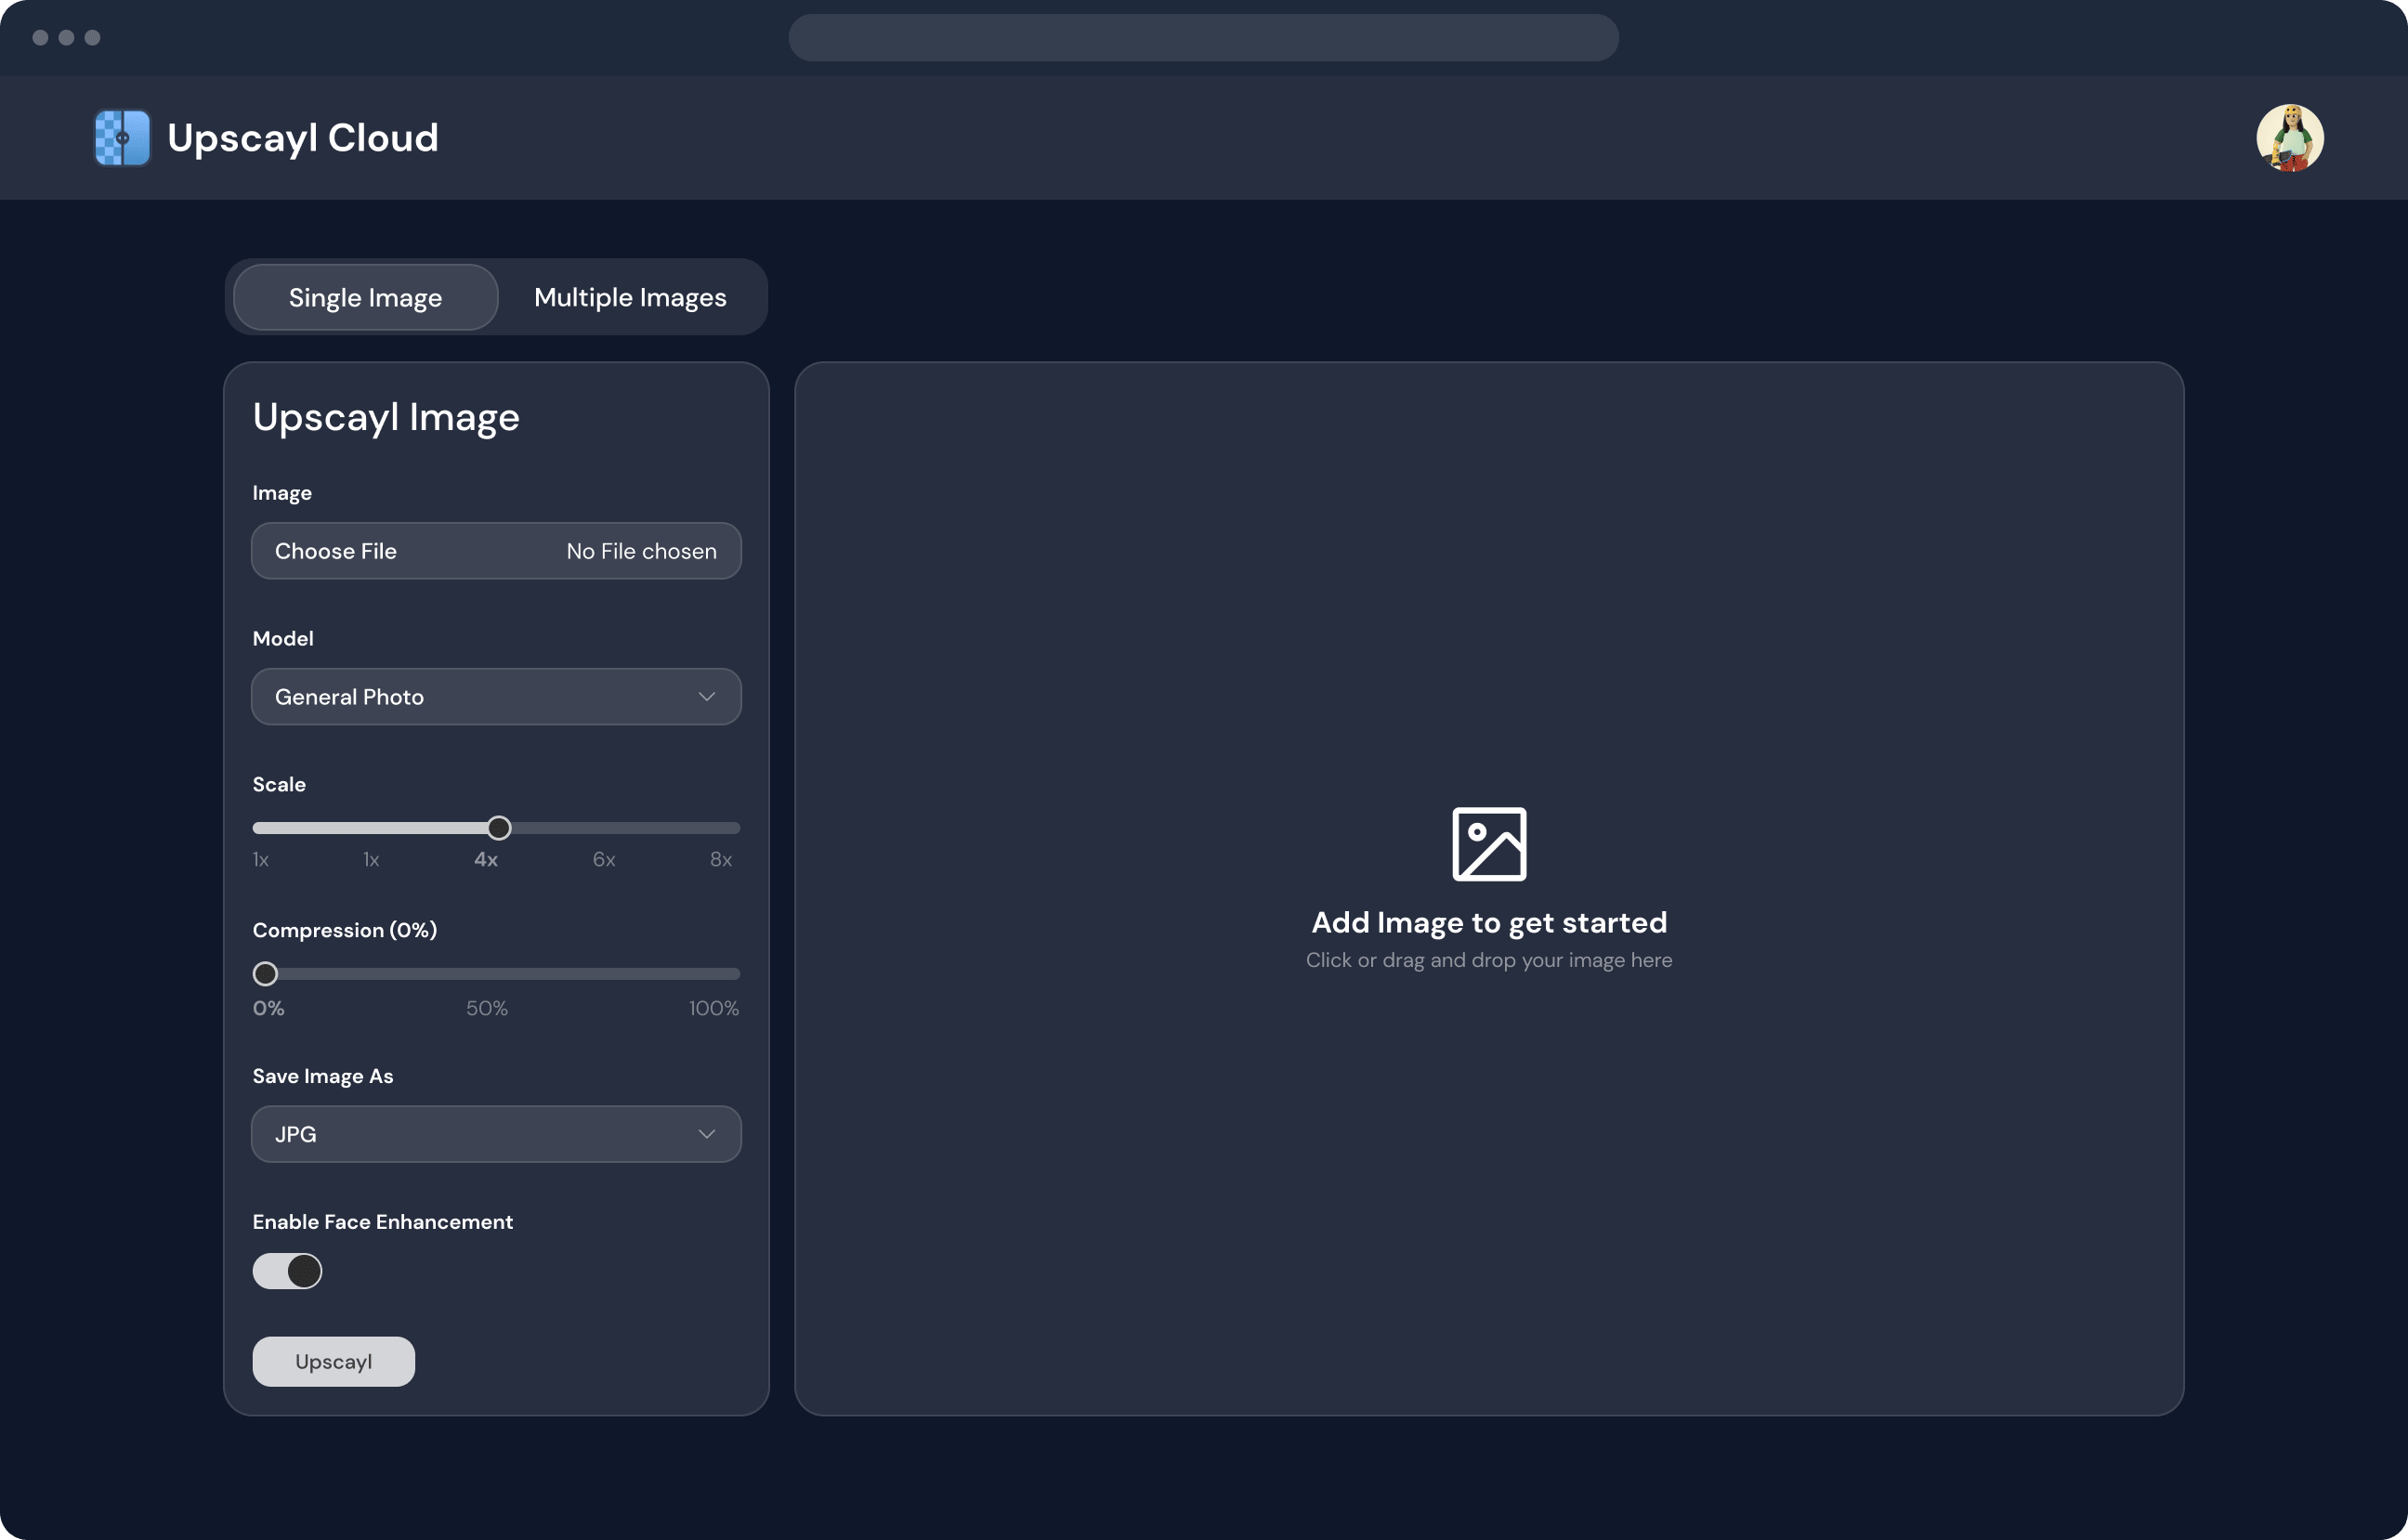 Upscayl Cloud
Single Image
Multiple Images
Upscayl Image
Image
Choose File
No File chosen
Model
General Photo
Scale
1x 1x 4x 6x 8x
Compression (0%)
0% 50% 100%
Save Image As
JPG
Enable Face Enhancement
Upscayl
Add Image to get started
Click or drag and drop your image here